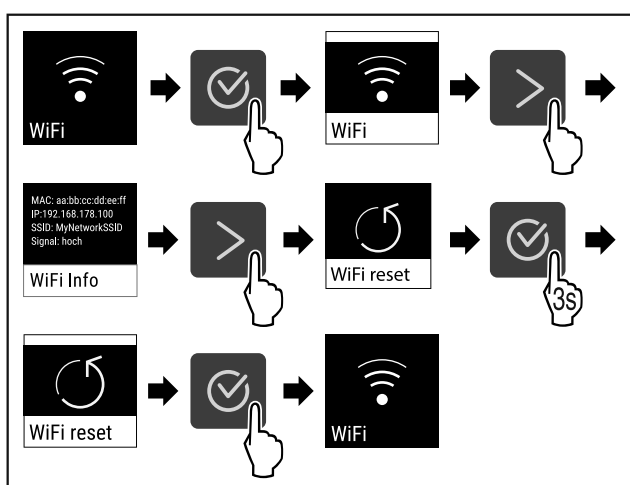 WiFi
WiFi
MAC: aa:bb:cc:dd:ee:ff
IP:192.168.178.100
SSID: MyNetworkSSID
Signal: hoch
WiFi Info
WiFi reset
3s
WiFi reset
WiFi